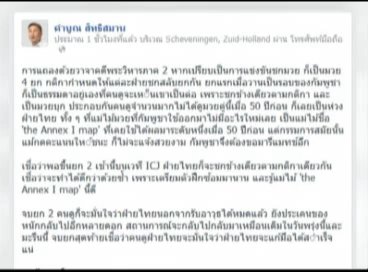 คำนูณ สิทธิสมาน
ประมาณ 1 ชั่วโมงที่แล้ว บริเวณ Scheveningen, Zuid-Holland ผ่าน โทรศัพท์มือถือ
การแถลงด้วยวาจาคดีพระวิหารภาค 2 หากเปรียบเป็นการแข่งขันชกมวย ก็เป็นมวย
4 ยก กติกากำหนดให้แต่ละฝ่ายชกสลับยกกัน ยกแรกเมื่อวานเป็นรอบของกัมพูชา
ก็เป็นธรรมดาอยู่เองที่คนดูจะเห็นเขาเป็นต่อ เพราะชกข้างเดียวตามกติกา และ
เป็นมวยบุก ประกอบกับคนดูจำนวนมากไม่ได้ดูมวยคู่นี้เมื่อ 50 ปีก่อน ก็เลยเป็นห่วง
ฝ่ายไทย ทั้ง ๆ ที่แม่ไม้มวยที่กัมพูชาใช้ออกมาไม่มีอะไรใหม่เลย เป็นแม่ไม้ชื่อ
'the Annex I map' ที่เคยใช้ได้ผลมาระดับหนึ่งเมื่อ 50 ปีก่อน แต่กรรมการสมัยนั้น
ก็ไม่จะแจ้งสวยงาม กัมพูชาจึงต้องขอมารีแมทช์อีก
เชื่อว่าพอขึ้นยก 2 เช้านี้บนเวที ICJ ฝ่ายไทยก็จะชกข้างเดียวตามกติกาเดียวกัน
เชื่อว่าจะทำได้ดีกว่าด้วยซ้ำ เพราะเตรียมตัวฝึกซ้อมมานาน และรู้แม่ไม้ 'the
Annex I map' นี้ดี
จบยก 2 คนดูก็จะมั่นใจว่าฝ่ายไทยนอกจากรับอาวุธได้หมดแล้ว ยังประเคนของ
หนักกลับไปอีกหลายดอก สถานการณ์จะกลับไปกลับมาเหมือนเดิมในวันพรุ่งนี้และ
มะรืนนี้ จบยกสุดท้ายเชื่อว่าคนดูฝ่ายไทยจะมั่นใจว่าฝ่ายไทยจะแก้มือได้สำเร็จ
แน่